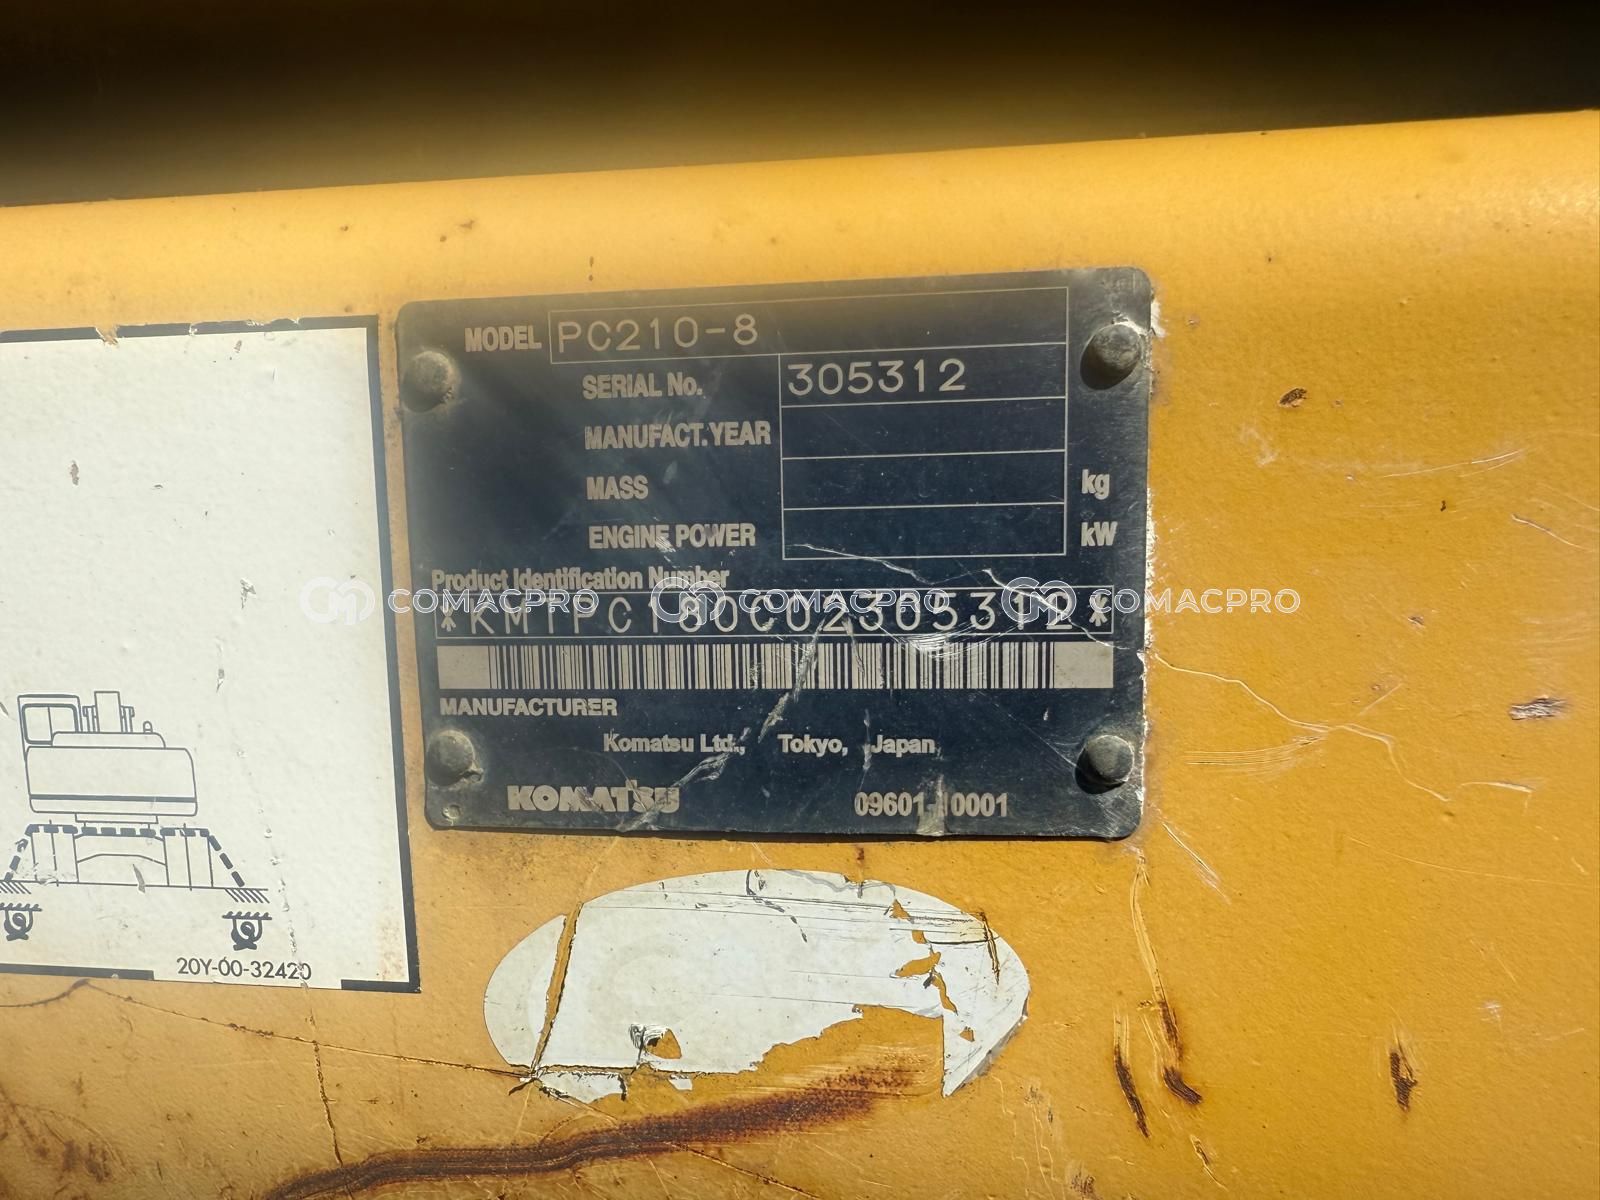 MODEL PC210-8
SERIAL No. 305312
MANUFACT. YEAR
MASS kg
ENGINE POWER kW
Product Identification Number
COMACPRO COMACPRO COMACPRO
*KMTPC180C02305312*
MANUFACTURER
Komatsu Ltd., Tokyo, Japan
KOMATSU 09601-10001
20Y-00-32420